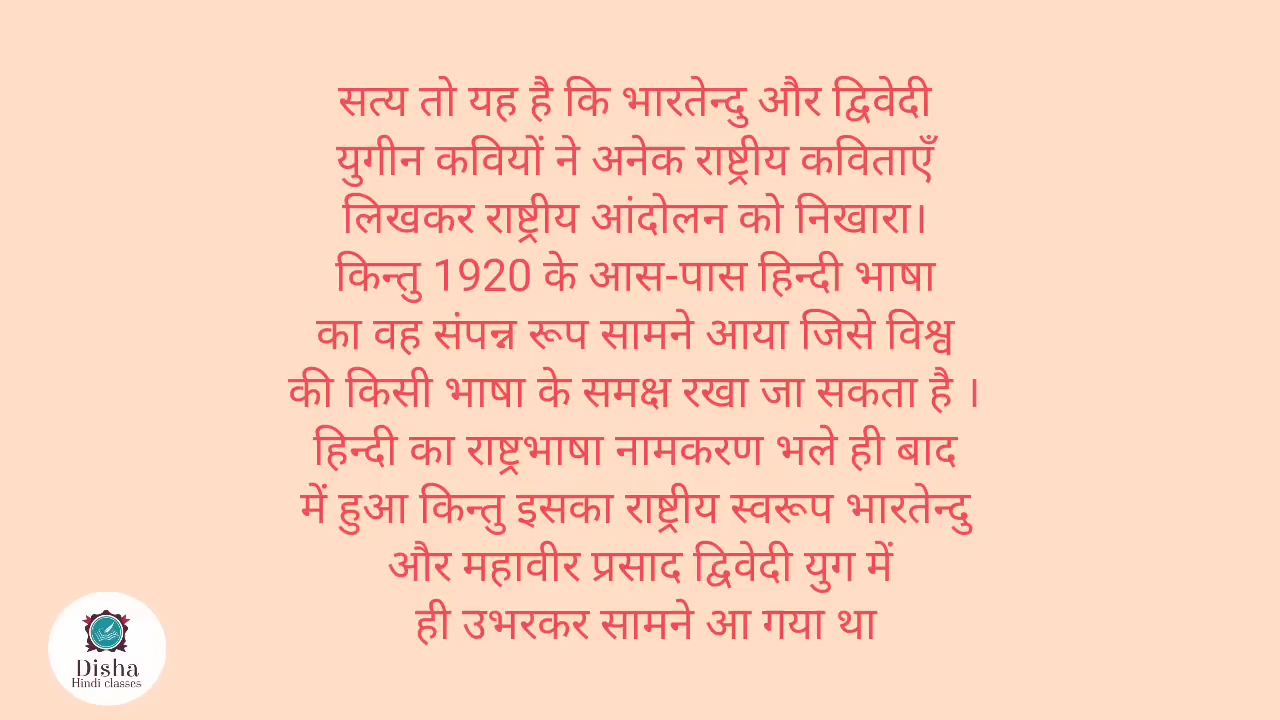 सत्य तो यह है कि भारतेन्दु और द्विवेदी
युगीन कवियों ने अनेक राष्ट्रीय कविताएँ
लिखकर राष्ट्रीय आंदोलन को निखारा।
किन्तु 1920 के आस-पास हिन्दी भाषा
का वह संपन्न रूप सामने आया जिसे विश्व
की किसी भाषा के समक्ष रखा जा सकता है ।
हिन्दी का राष्ट्रभाषा नामकरण भले ही बाद
में हुआ किन्तु इसका राष्ट्रीय स्वरूप भारतेन्दु
और महावीर प्रसाद द्विवेदी युग में
ही उभरकर सामने आ गया था
Disha
Hindi classes